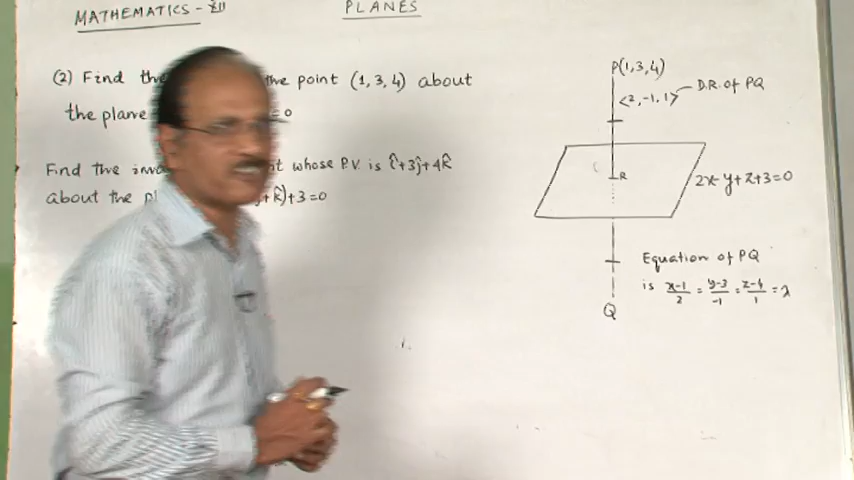 MATHEMATICS - XII
PLANES
(2) Find the the point (1, 3, 4) about
the plane = 0
Find the whose P.V. is î+3ĵ+4k̂
about the +k̂)+3=0
P(1,3,4)
<2,-1,1> D.R. of PQ
R
2x-y+z+3=0
Equation of PQ
is x-1/2 = y-3/-1 = z-4/1 = λ
Q